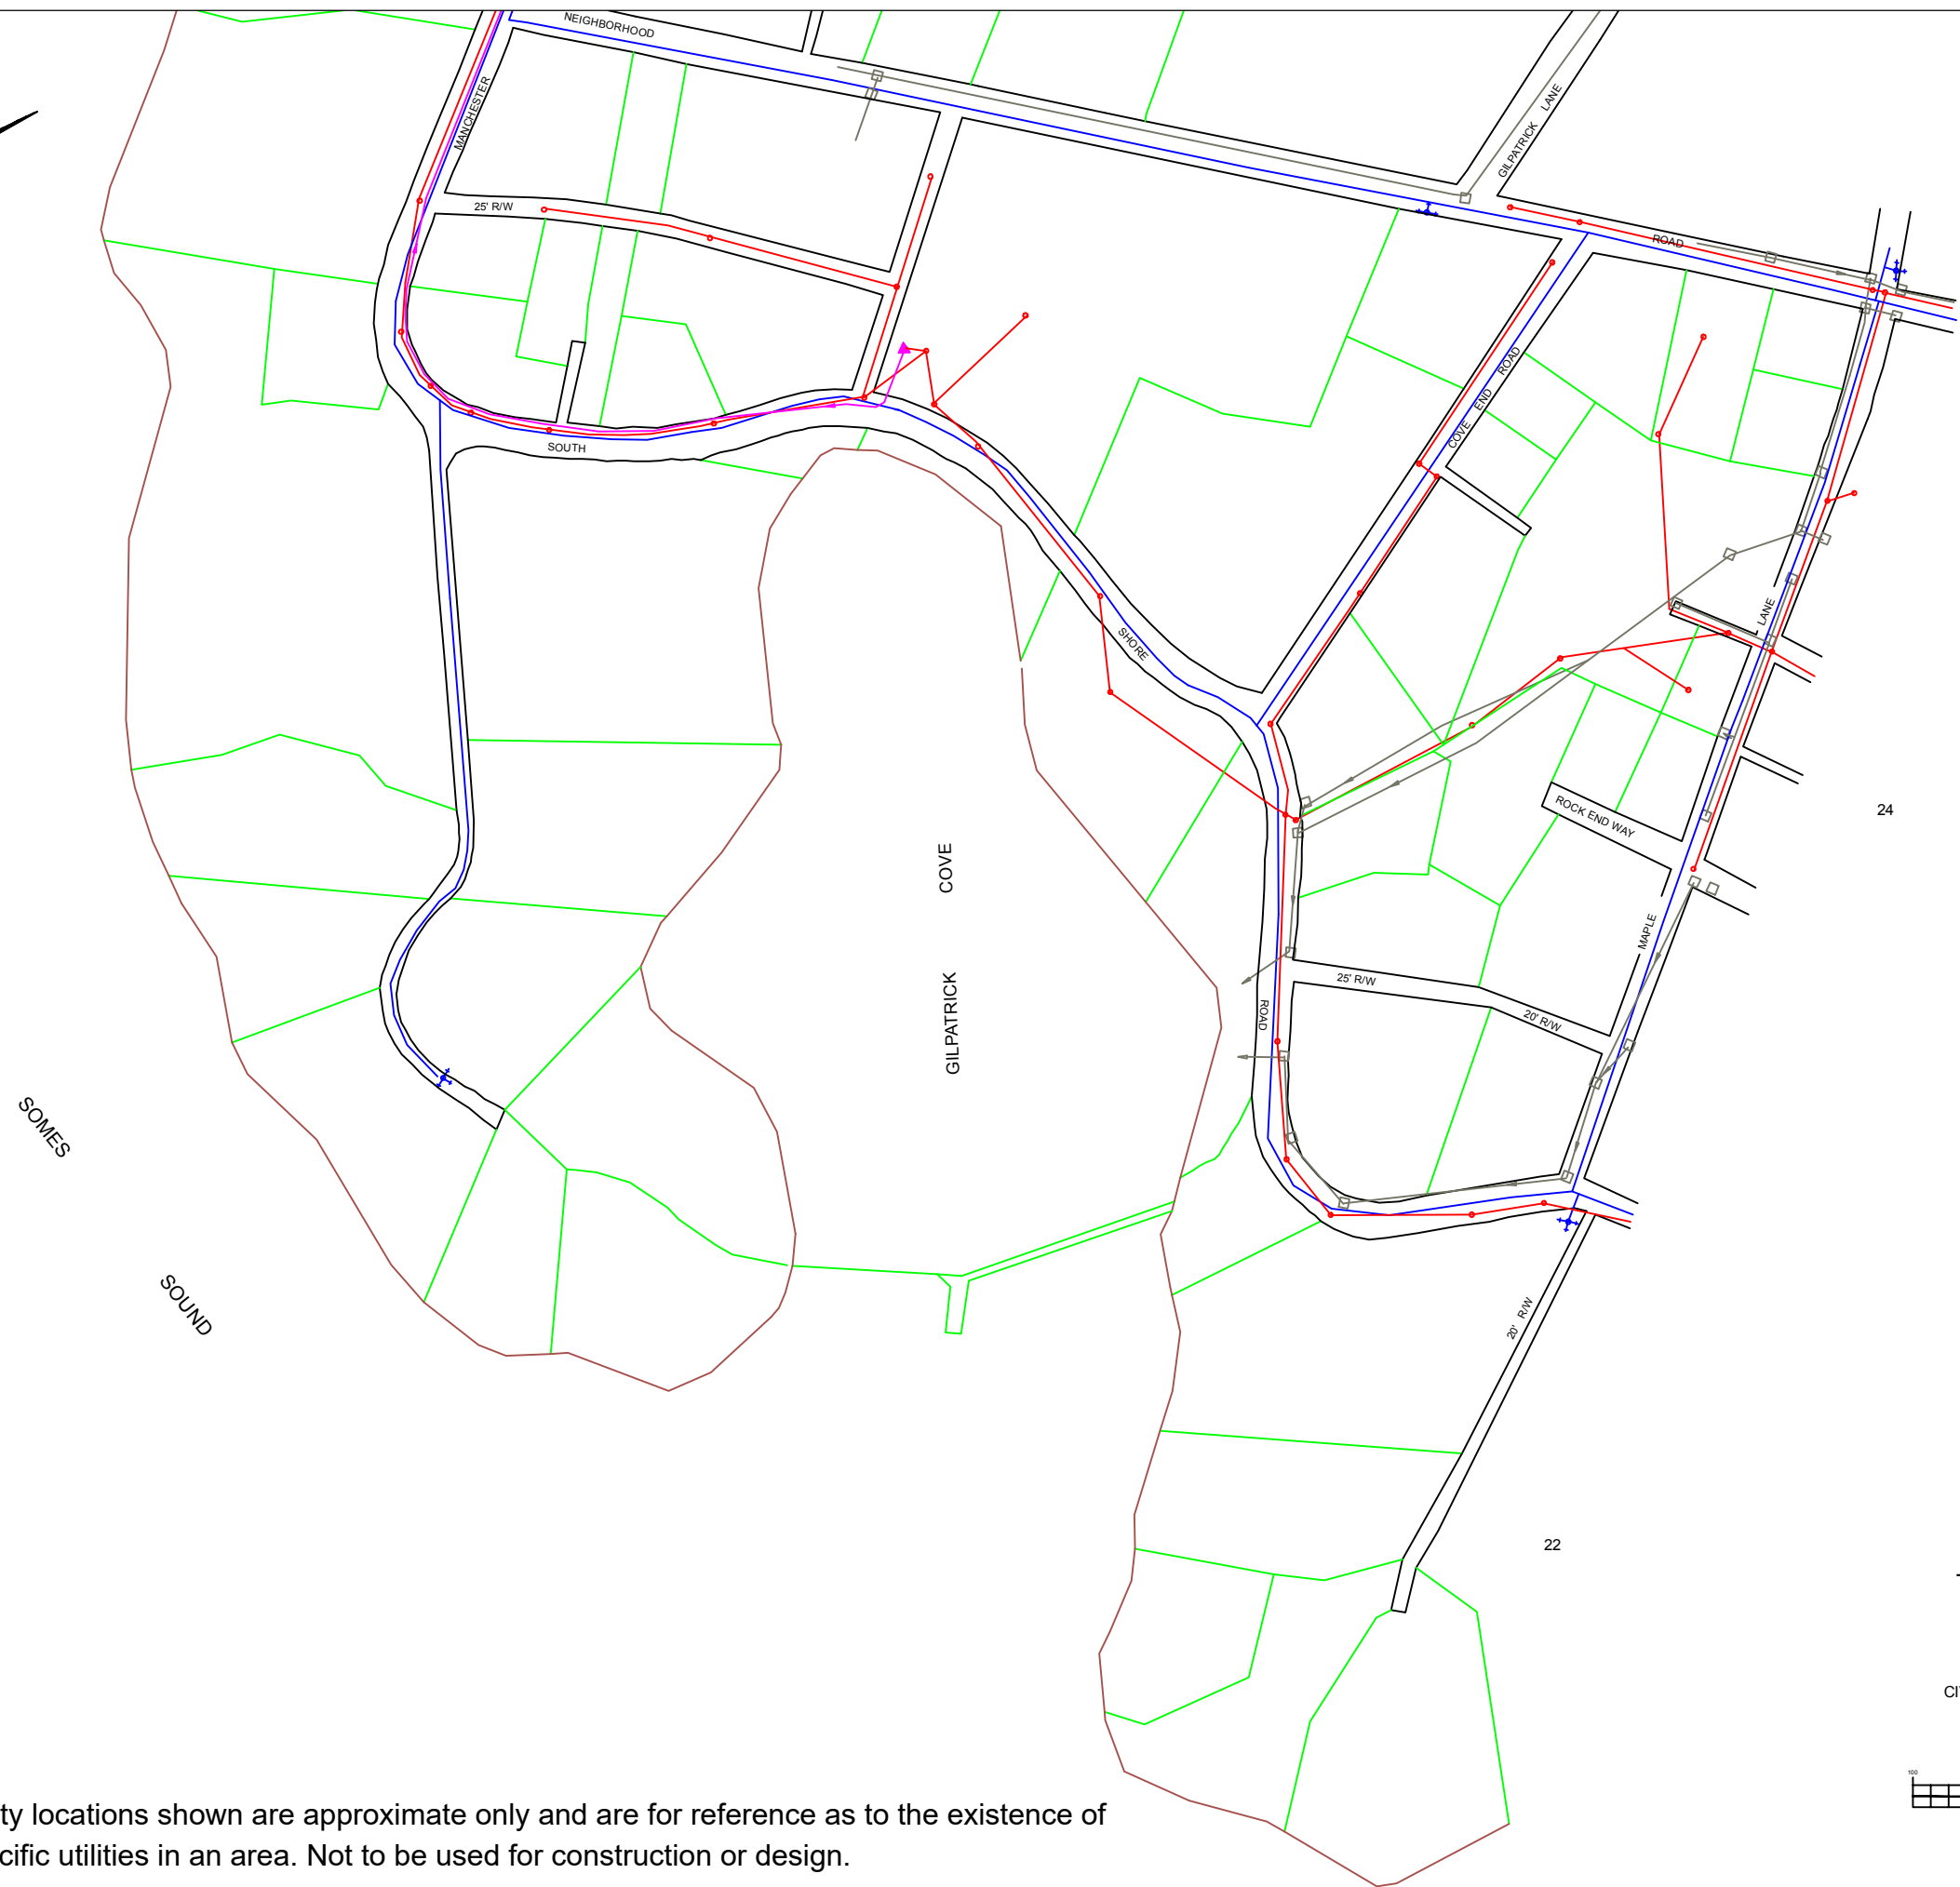 NEIGHBORHOOD
MANCHESTER
25' R/W
GILPATRICK LANE
ROAD
COVE END ROAD
SOUTH
SHORE
LANE
ROCK END WAY
24
COVE
GILPATRICK
MAPLE
25' R/W
20' R/W
ROAD
SOMES
SOUND
20' R/W
22
CI
100
ty locations shown are approximate only and are for reference as to the existence of
cific utilities in an area. Not to be used for construction or design.